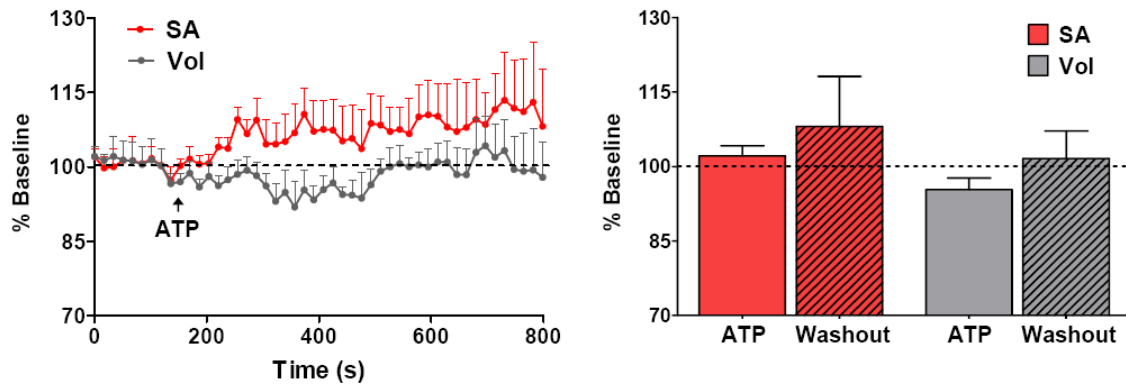 130
115
100
85
70
% Baseline
SA
Vol
ATP
0
200
400
600
800
Time (s)
130
115
100
85
70
% Baseline
SA
Vol
ATP
Washout
ATP
Washout